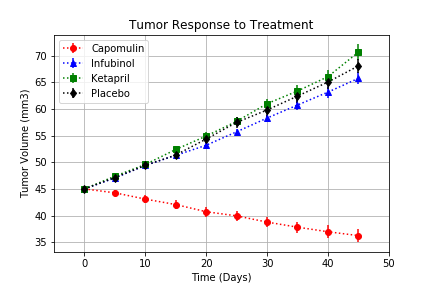 Tumor Response to Treatment
Capomulin
Infubinol
Ketapril
Placebo
Tumor Volume (mm3)
70
65
60
55
50
45
40
35
0
10
20
30
40
50
Time (Days)